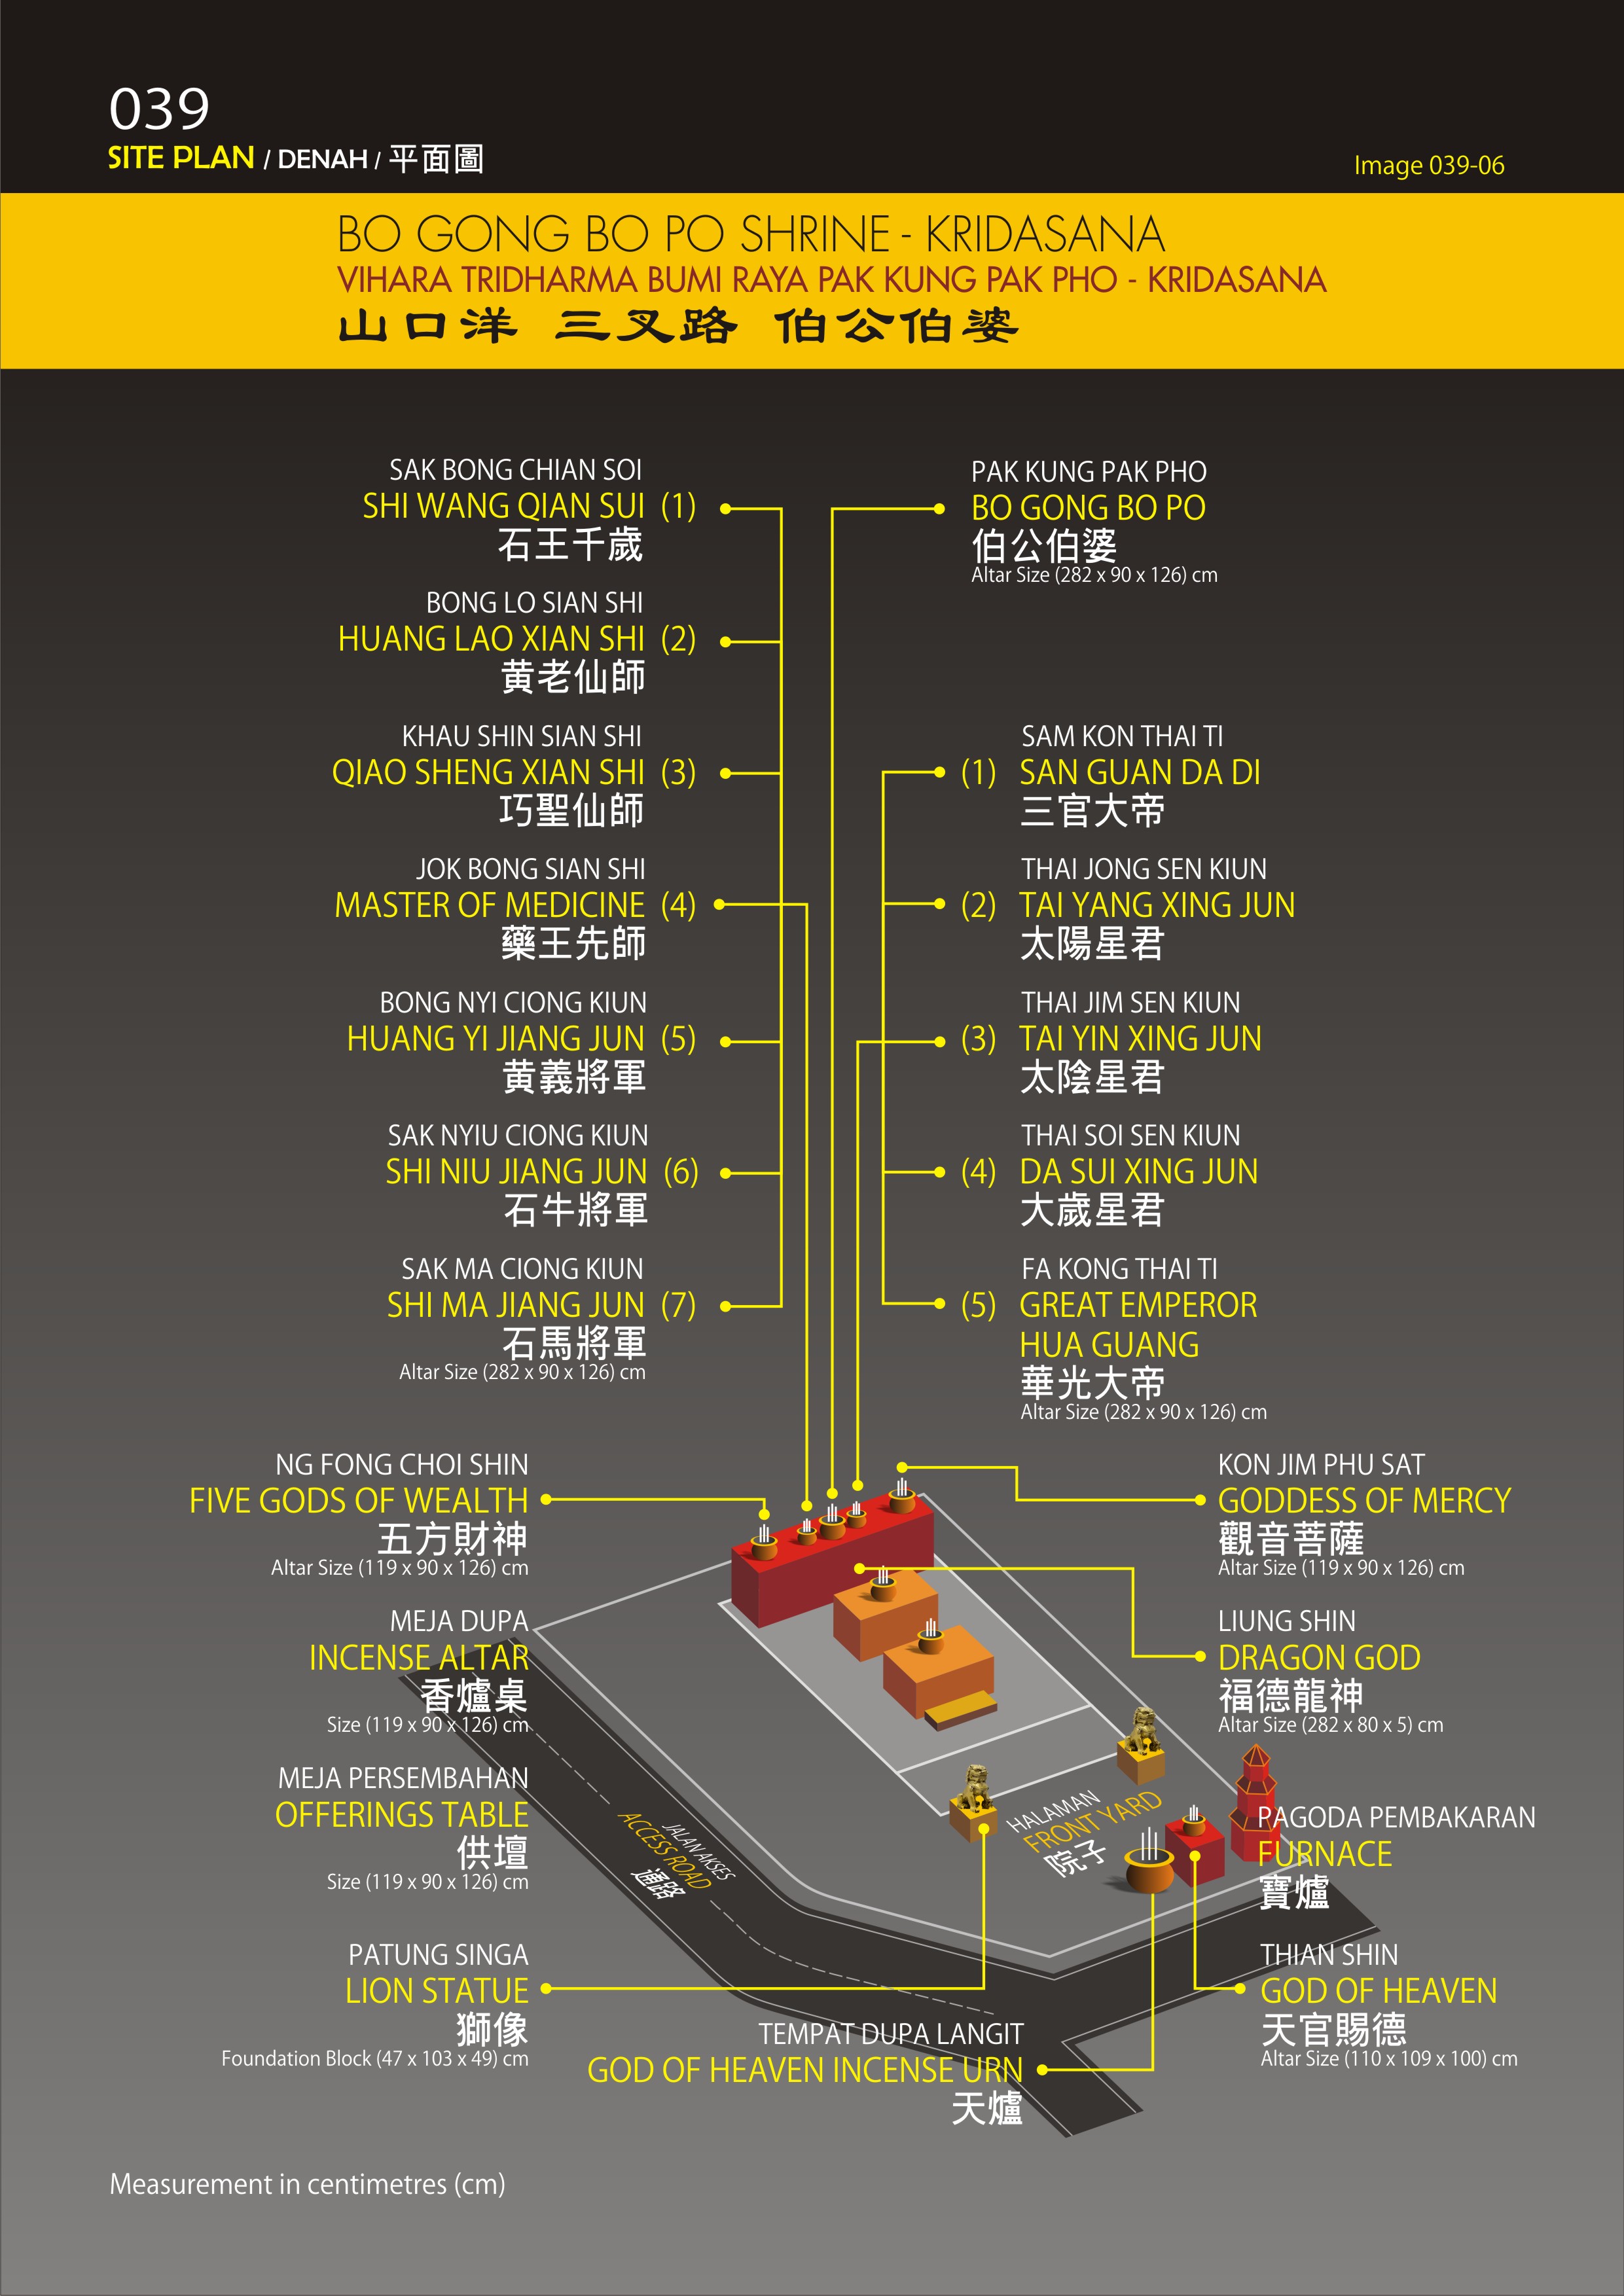 039
SITE PLAN / DENAH / 平面圖
Image 039-06
BO GONG BO PO SHRINE - KRIDASANA
VIHARA TRIDHARMA BUMI RAYA PAK KUNG PAK PHO - KRIDASANA
山口洋 三叉路 伯公伯婆
SAK BONG CHIAN SOI
SHI WANG QIAN SUI (1)
石王千歲
BONG LO SIAN SHI
HUANG LAO XIAN SHI (2)
黄老仙師
KHAU SHIN SIAN SHI
QIAO SHENG XIAN SHI (3)
巧聖仙師
JOK BONG SIAN SHI
MASTER OF MEDICINE (4)
藥王先師
BONG NYI CIONG KIUN
HUANG YI JIANG JUN (5)
黄義將軍
SAK NYIU CIONG KIUN
SHI NIU JIANG JUN (6)
石牛將軍
SAK MA CIONG KIUN
SHI MA JIANG JUN (7)
石馬將軍
Altar Size (282 x 90 x 126) cm
PAK KUNG PAK PHO
BO GONG BO PO
伯公伯婆
Altar Size (282 x 90 x 126) cm
SAM KON THAI TI
(1) SAN GUAN DA DI
三官大帝
THAI JONG SEN KIUN
(2) TAI YANG XING JUN
太陽星君
THAI JIM SEN KIUN
(3) TAI YIN XING JUN
太陰星君
THAI SOI SEN KIUN
(4) DA SUI XING JUN
大歲星君
FA KONG THAI TI
(5) GREAT EMPEROR
HUA GUANG
華光大帝
Altar Size (282 x 90 x 126) cm
NG FONG CHOI SHIN
FIVE GODS OF WEALTH
五方財神
Altar Size (119 x 90 x 126) cm
MEJA DUPA
INCENSE ALTAR
香爐桌
Size (119 x 90 x 126) cm
MEJA PERSEMBAHAN
OFFERINGS TABLE
供壇
Size (119 x 90 x 126) cm
PATUNG SINGA
LION STATUE
獅像
Foundation Block (47 x 103 x 49) cm
KON JIM PHU SAT
GODDESS OF MERCY
觀音菩薩
Altar Size (119 x 90 x 126) cm
LIUNG SHIN
DRAGON GOD
福德龍神
Altar Size (282 x 80 x 5) cm
PAGODA PEMBAKARAN
FURNACE
寶爐
THIAN SHIN
GOD OF HEAVEN
天官賜德
Altar Size (110 x 109 x 100) cm
HALAMAN
FRONT YARD
院子
JALAN AKSES
ACCESS ROAD
通路
TEMPAT DUPA LANGIT
GOD OF HEAVEN INCENSE URN
天爐
Measurement in centimetres (cm)